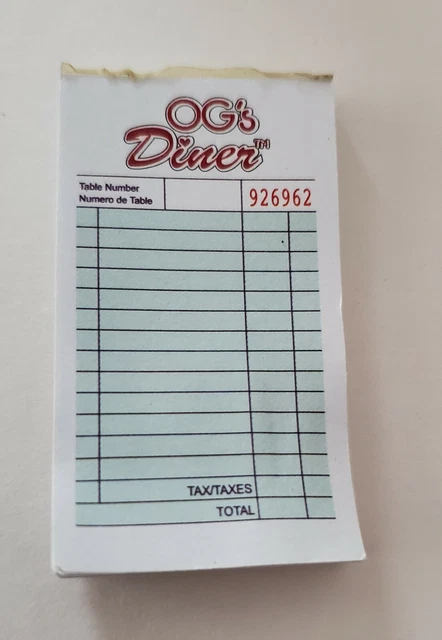 OG's
Diner™
Table Number
Numero de Table
926962
TAX/TAXES
TOTAL